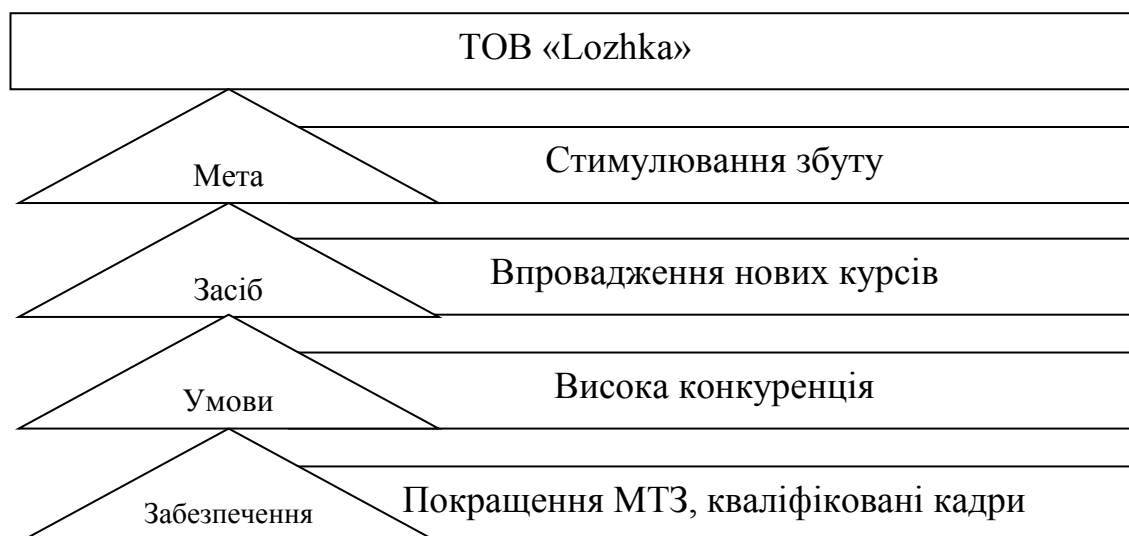 ТОВ «Lozhka»
Мета
Стимулювання збуту
Засіб
Впровадження нових курсів
Умови
Висока конкуренція
Забезпечення
Покращення МТЗ, кваліфіковані кадри